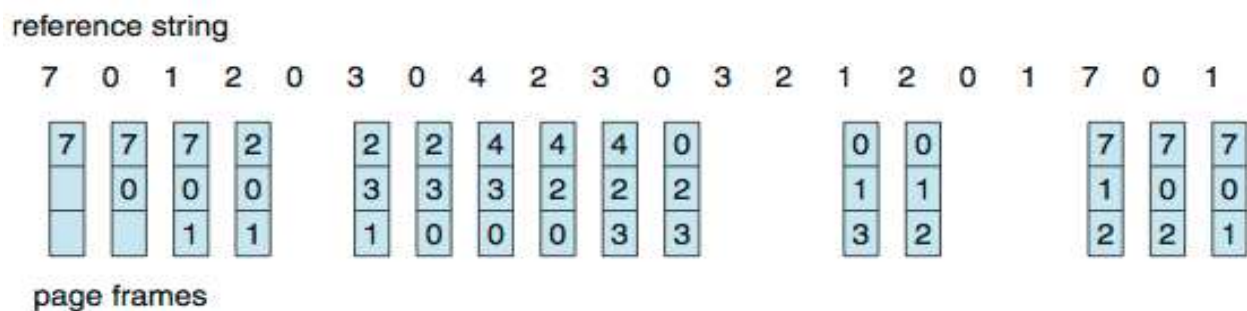 reference string
7 0 1 2 0 3 0 4 2 3 0 3 2 1 2 0 1 7 0 1
7 7 7 2 2 2 4 4 4 0 0 0 7 7 7
0 0 0 3 3 3 2 2 2 1 1 1 0 0
1 1 1 0 0 0 3 3 3 2 2 2 1
page frames